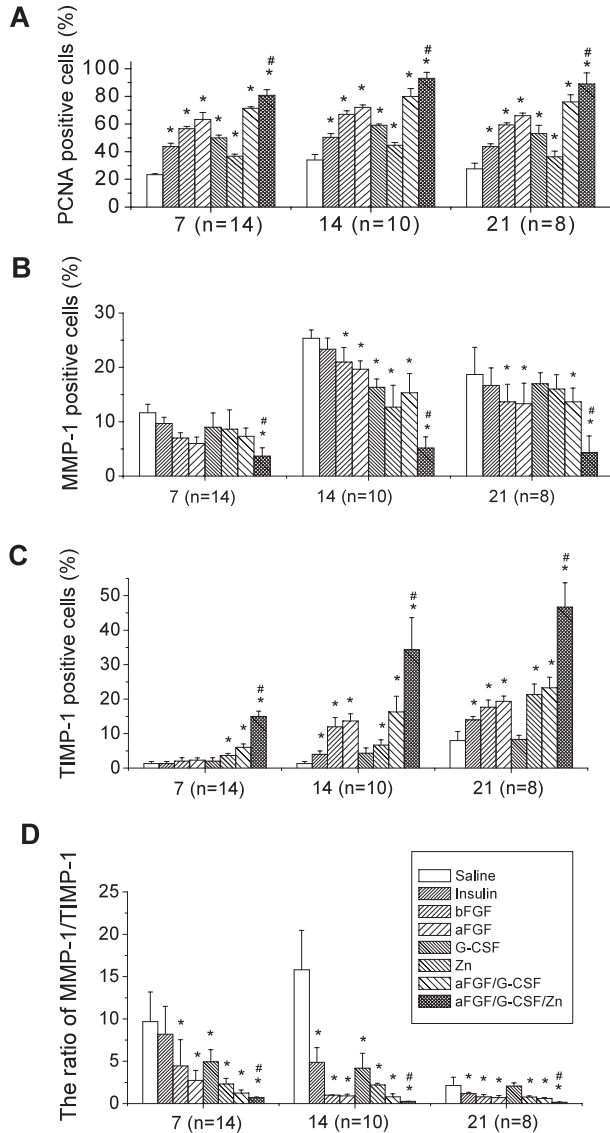 A
PCNA positive cells (%)
100
80
60
40
20
0
* * * * * * # *
* * * * * * # *
* * * * * * # *
7 (n=14) 14 (n=10) 21 (n=8)
B
MMP-1 positive cells (%)
30
20
10
0
# *
* * * * * # *
* * * # *
7 (n=14) 14 (n=10) 21 (n=8)
C
TIMP-1 positive cells (%)
50
40
30
20
10
0
* * # *
* * * * * # *
* * * * * # *
7 (n=14) 14 (n=10) 21 (n=8)
D
The ratio of MMP-1/TIMP-1
25
20
15
10
5
0
* * * * * # *
* * * * * * # *
* * * * * # *
7 (n=14) 14 (n=10) 21 (n=8)
Saline
Insulin
bFGF
aFGF
G-CSF
Zn
aFGF/G-CSF
aFGF/G-CSF/Zn